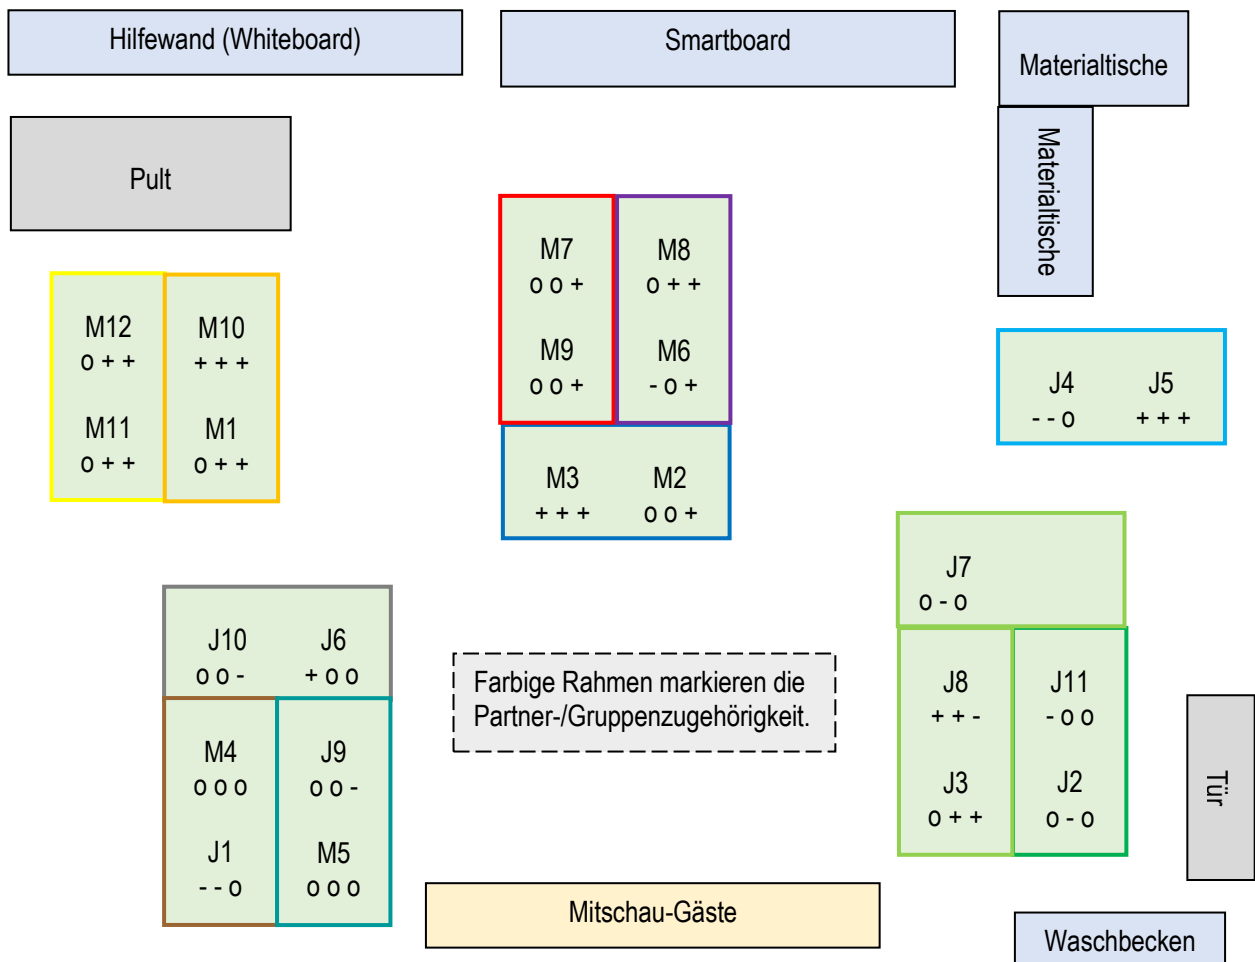 Hilfewand (Whiteboard)
Smartboard
Materialtische
Materialtische
Pult
M7
o o +
M8
o + +
M9
o o +
M6
- o +
M12
o + +
M10
+ + +
M11
o + +
M1
o + +
J4
- - o
J5
+ + +
M3
+ + +
M2
o o +
J7
o - o
J10
o o -
J6
+ o o
Farbige Rahmen markieren die
Partner-/Gruppenzugehörigkeit.
J8
+ + -
J11
- o o
M4
o o o
J9
o o -
J3
o + +
J2
o - o
Tür
J1
- - o
M5
o o o
Mitschau-Gäste
Waschbecken